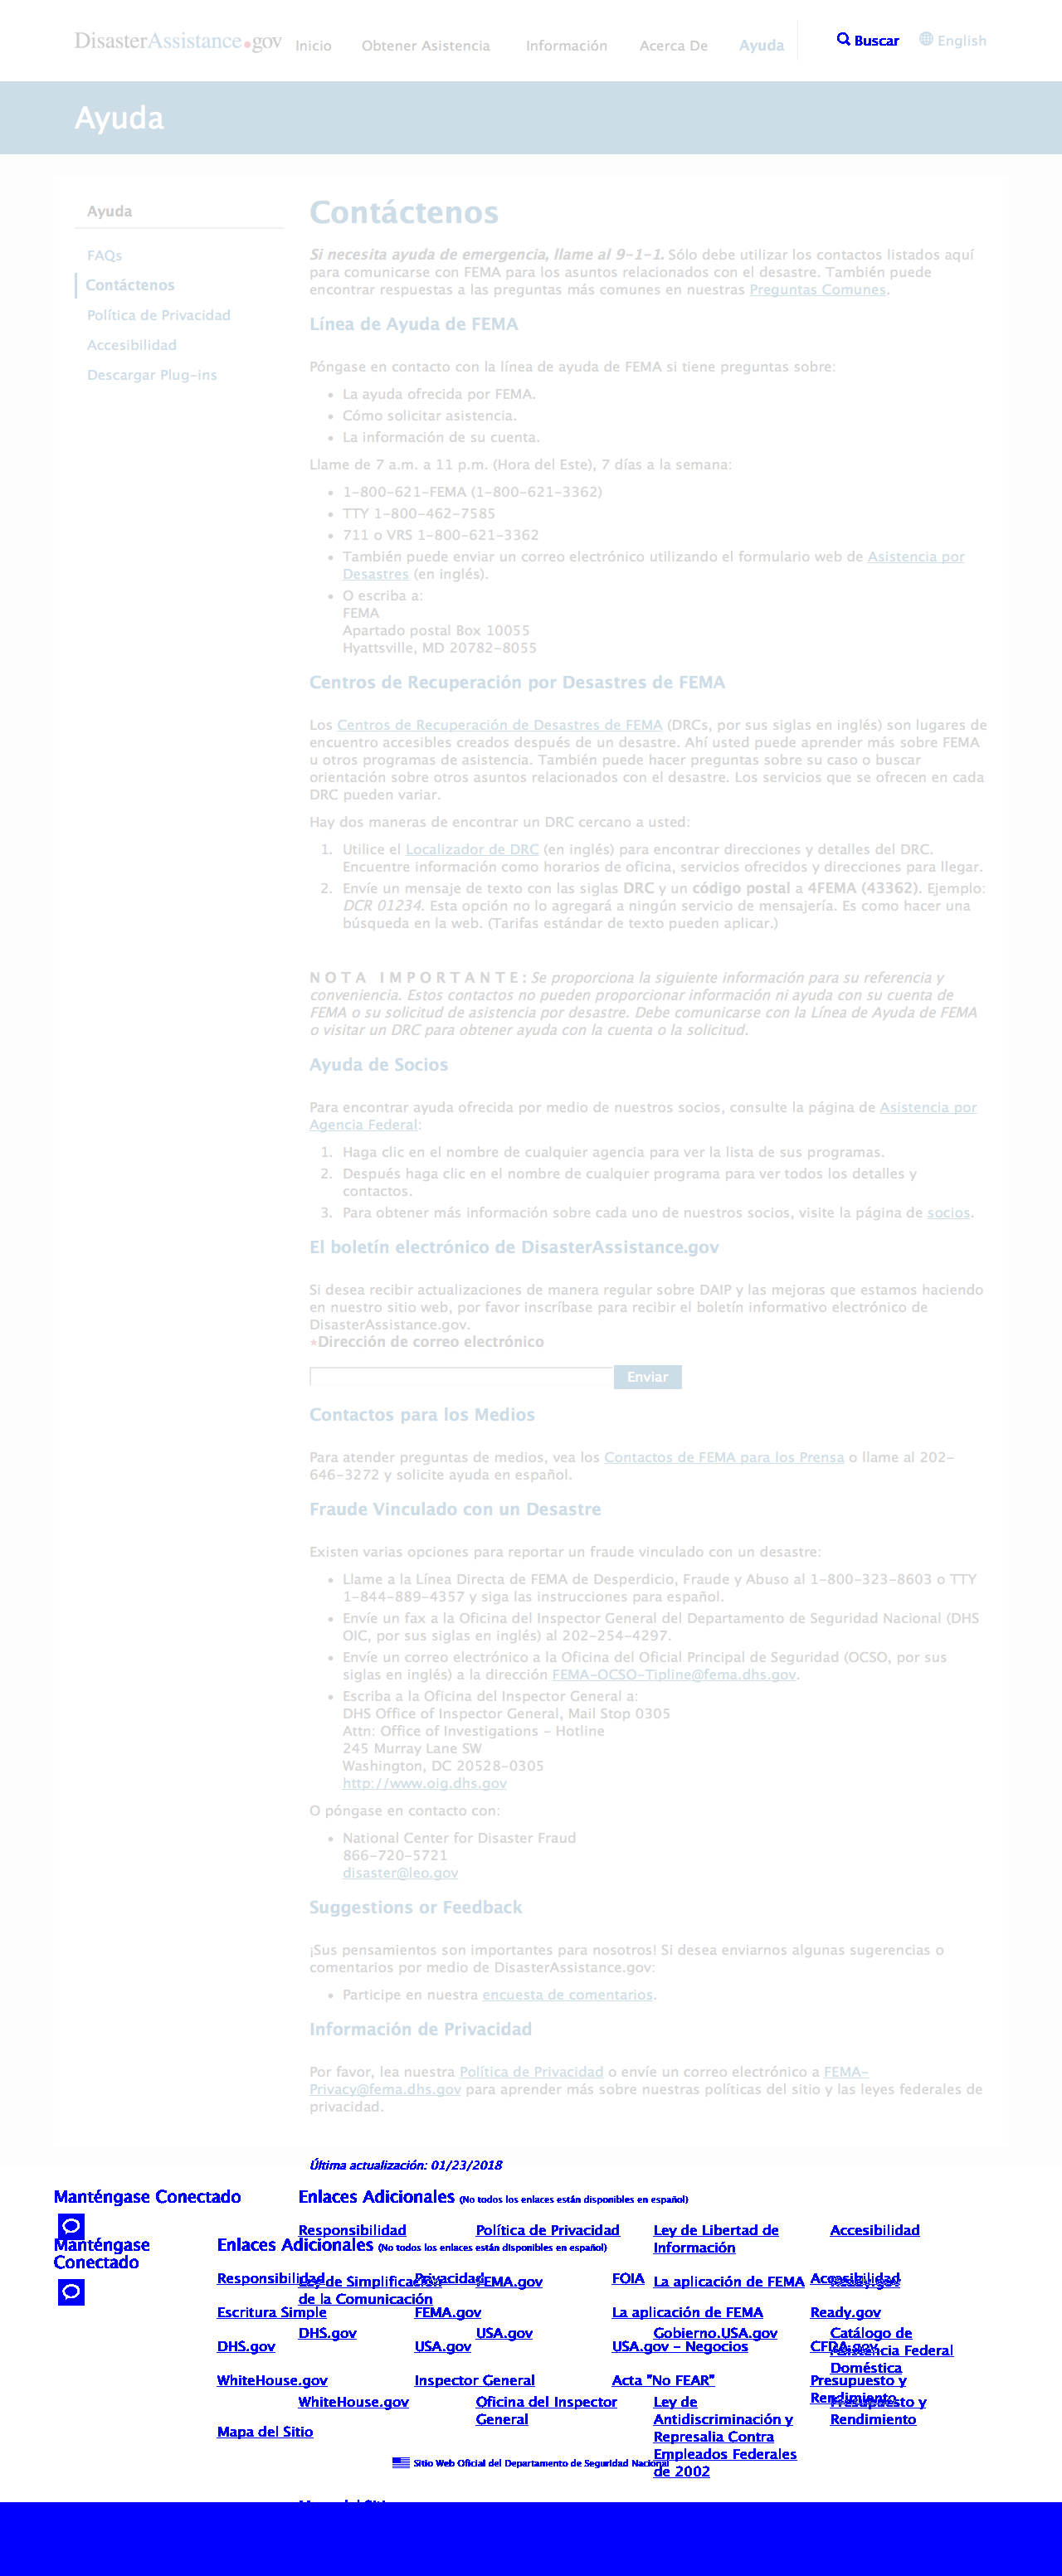 DisasterAssistance.gov
Inicio Obtener Asistencia Información Acerca De Ayuda Buscar English
Ayuda
Ayuda
FAQs
Contáctenos
Política de Privacidad
Accesibilidad
Descargar Plug-ins
Contáctenos
Si necesita ayuda de emergencia, llame al 9-1-1. Sólo debe utilizar los contactos listados aquí
para comunicarse con FEMA para los asuntos relacionados con el desastre. También puede
encontrar respuestas a las preguntas más comunes en nuestras Preguntas Comunes.
Línea de Ayuda de FEMA
Póngase en contacto con la línea de ayuda de FEMA si tiene preguntas sobre:
• La ayuda ofrecida por FEMA.
• Cómo solicitar asistencia.
• La información de su cuenta.
Llame de 7 a.m. a 11 p.m. (Hora del Este), 7 días a la semana:
• 1-800-621-FEMA (1-800-621-3362)
• TTY 1-800-462-7585
• 711 o VRS 1-800-621-3362
• También puede enviar un correo electrónico utilizando el formulario web de Asistencia por
Desastres (en inglés).
• O escriba a:
FEMA
Apartado postal Box 10055
Hyattsville, MD 20782-8055
Centros de Recuperación por Desastres de FEMA
Los Centros de Recuperación de Desastres de FEMA (DRCs, por sus siglas en inglés) son lugares de
encuentro accesibles creados después de un desastre. Ahí usted puede aprender más sobre FEMA
u otros programas de asistencia. También puede hacer preguntas sobre su caso o buscar
orientación sobre otros asuntos relacionados con el desastre. Los servicios que se ofrecen en cada
DRC pueden variar.
Hay dos maneras de encontrar un DRC cercano a usted:
1. Utilice el Localizador de DRC (en inglés) para encontrar direcciones y detalles del DRC.
Encuentre información como horarios de oficina, servicios ofrecidos y direcciones para llegar.
2. Envíe un mensaje de texto con las siglas DRC y un código postal a 4FEMA (43362). Ejemplo:
DCR 01234. Esta opción no lo agregará a ningún servicio de mensajería. Es como hacer una
búsqueda en la web. (Tarifas estándar de texto pueden aplicar.)
NOTA IMPORTANTE: Se proporciona la siguiente información para su referencia y
conveniencia. Estos contactos no pueden proporcionar información ni ayuda con su cuenta de
FEMA o su solicitud de asistencia por desastre. Debe comunicarse con la Línea de Ayuda de FEMA
o visitar un DRC para obtener ayuda con la cuenta o la solicitud.
Ayuda de Socios
Para encontrar ayuda ofrecida por medio de nuestros socios, consulte la página de Asistencia por
Agencia Federal:
1. Haga clic en el nombre de cualquier agencia para ver la lista de sus programas.
2. Después haga clic en el nombre de cualquier programa para ver todos los detalles y
contactos.
3. Para obtener más información sobre cada uno de nuestros socios, visite la página de socios.
El boletín electrónico de DisasterAssistance.gov
Si desea recibir actualizaciones de manera regular sobre DAIP y las mejoras que estamos haciendo
en nuestro sitio web, por favor inscríbase para recibir el boletín informativo electrónico de
DisasterAssistance.gov.
*Dirección de correo electrónico
Enviar
Contactos para los Medios
Para atender preguntas de medios, vea los Contactos de FEMA para los Prensa o llame al 202-
646-3272 y solicite ayuda en español.
Fraude Vinculado con un Desastre
Existen varias opciones para reportar un fraude vinculado con un desastre:
• Llame a la Línea Directa de FEMA de Desperdicio, Fraude y Abuso al 1-800-323-8603 o TTY
1-844-889-4357 y siga las instrucciones para español.
• Envíe un fax a la Oficina del Inspector General del Departamento de Seguridad Nacional (DHS
OIC, por sus siglas en inglés) al 202-254-4297.
• Envíe un correo electrónico a la Oficina del Oficial Principal de Seguridad (OCSO, por sus
siglas en inglés) a la dirección FEMA-OCSO-Tipline@fema.dhs.gov.
• Escriba a la Oficina del Inspector General a:
DHS Office of Inspector General, Mail Stop 0305
Attn: Office of Investigations - Hotline
245 Murray Lane SW
Washington, DC 20528-0305
http://www.oig.dhs.gov
O póngase en contacto con:
• National Center for Disaster Fraud
866-720-5721
disaster@leo.gov
Suggestions or Feedback
¡Sus pensamientos son importantes para nosotros! Si desea enviarnos algunas sugerencias o
comentarios por medio de DisasterAssistance.gov:
• Participe en nuestra encuesta de comentarios.
Información de Privacidad
Por favor, lea nuestra Política de Privacidad o envíe un correo electrónico a FEMA-
Privacy@fema.dhs.gov para aprender más sobre nuestras políticas del sitio y las leyes federales de
privacidad.
Última actualización: 01/23/2018
Manténgase Conectado
Enlaces Adicionales (No todos los enlaces están disponibles en español)
Responsibilidad Política de Privacidad Ley de Libertad de Accesibilidad
Información
Manténgase
Conectado
Enlaces Adicionales (No todos los enlaces están disponibles en español)
Responsibilidad Privacidad FOIA Accesibilidad
Ley de Simplificación FEMA.gov La aplicación de FEMA Ready.gov
de la Comunicación
Escritura Simple FEMA.gov La aplicación de FEMA Ready.gov
DHS.gov USA.gov Gobierno.USA.gov Catálogo de
Asistencia Federal
Doméstica
DHS.gov USA.gov USA.gov - Negocios CFDA.gov
WhiteHouse.gov Inspector General Acta "No FEAR" Presupuesto y
Rendimiento
WhiteHouse.gov Oficina del Inspector Ley de Presupuesto y
General Antidiscriminación y Rendimiento
Represalia Contra
Empleados Federales
de 2002
Mapa del Sitio
Sitio Web Oficial del Departamento de Seguridad Nacional